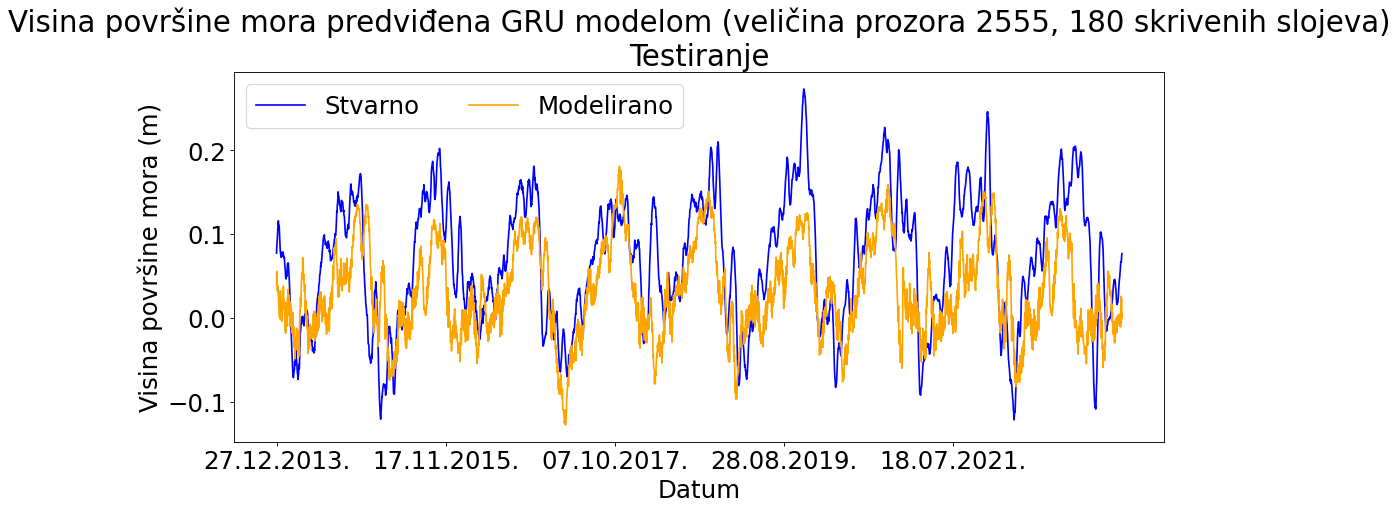 Visina površine mora predviđena GRU modelom (veličina prozora 2555, 180 skrivenih slojeva)
Testiranje
Stvarno
Modelirano
Visina površine mora (m)
0.2
0.1
0.0
−0.1
27.12.2013.
17.11.2015.
07.10.2017.
28.08.2019.
18.07.2021.
Datum